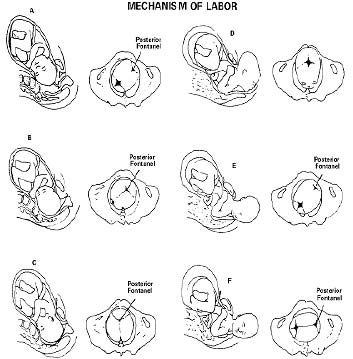 MECHANISM OF LABOR
A
Posterior
Fontanel
D
B
Posterior
Fontanel
E
Posterior
Fontanel
C
Posterior
Fontanel
F
Posterior
Fontanel